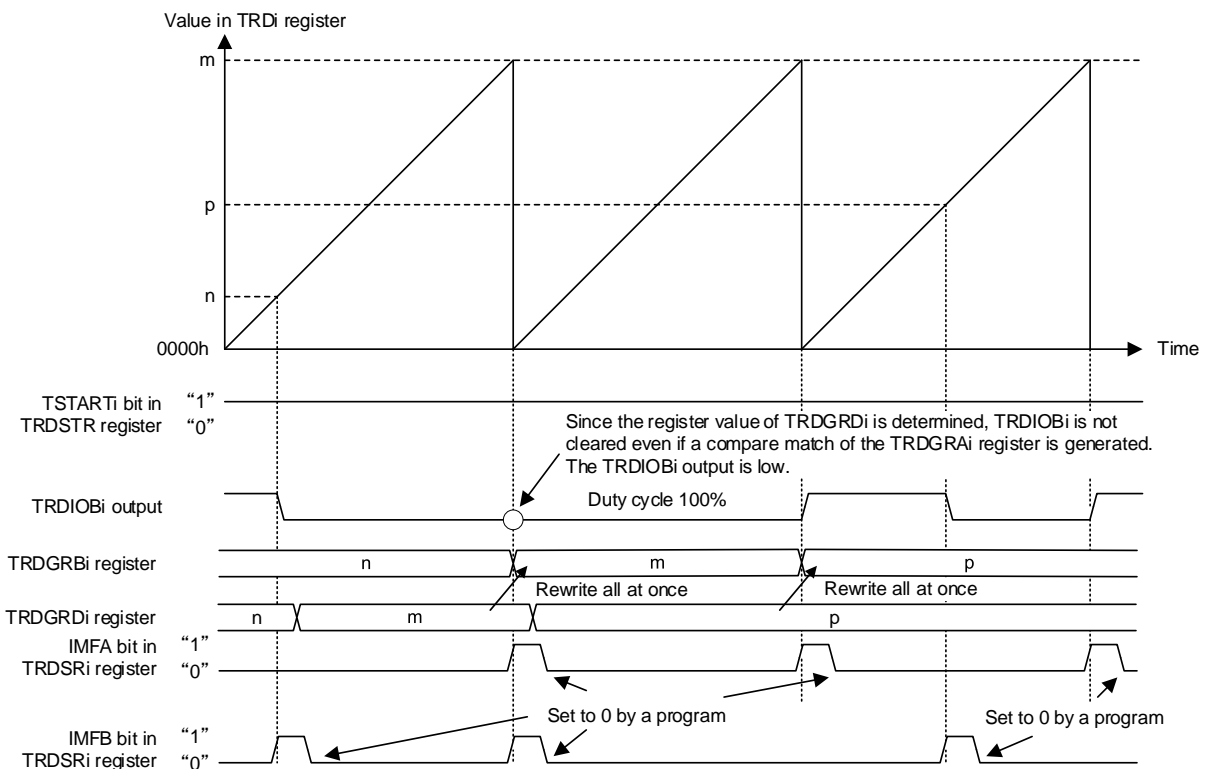 Value in TRDi register
m
p
n
0000h
Time
TSTARTi bit in “1”
TRDSTR register “0”
Since the register value of TRDGRDi is determined, TRDIOBi is not
cleared even if a compare match of the TRDGRAi register is generated.
The TRDIOBi output is low.
TRDIOBi output
Duty cycle 100%
TRDGRBi register
n
m
p
Rewrite all at once
Rewrite all at once
TRDGRDi register
n
m
p
IMFA bit in “1”
TRDSRi register “0”
Set to 0 by a program
Set to 0 by a program
IMFB bit in “1”
TRDSRi register “0”